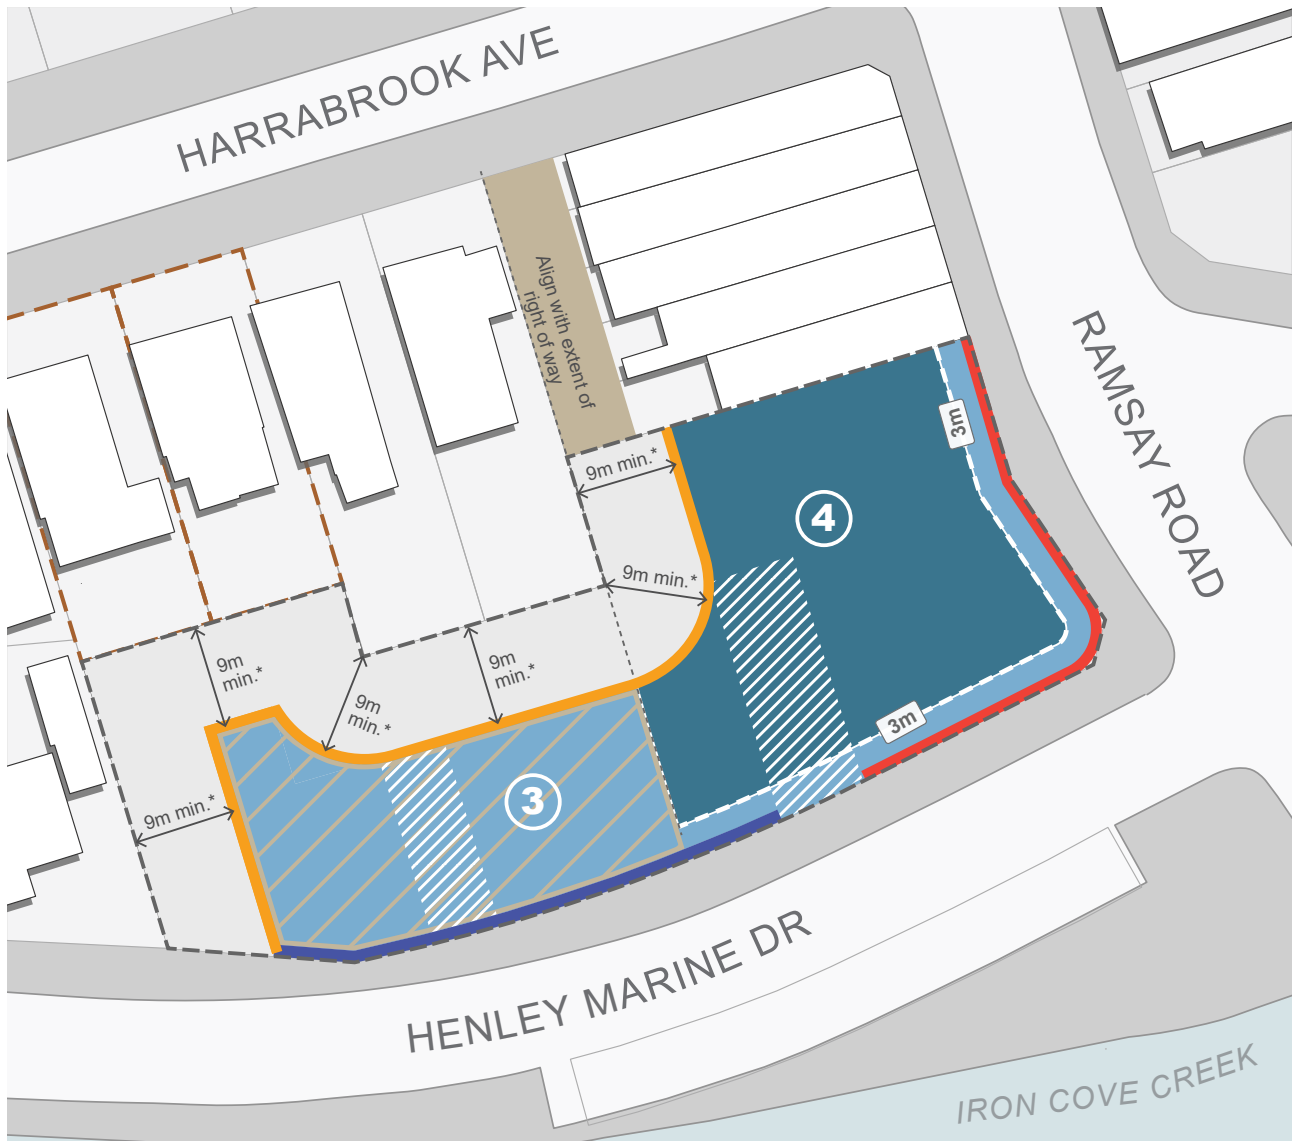 HARRABROOK AVE
Align with extent of
right of way
RAMSAY ROAD
3m
9m min.*
4
9m min.*
9m
min.*
9m
min.*
9m
min.*
3m
3
9m min.*
HENLEY MARINE DR
IRON COVE CREEK